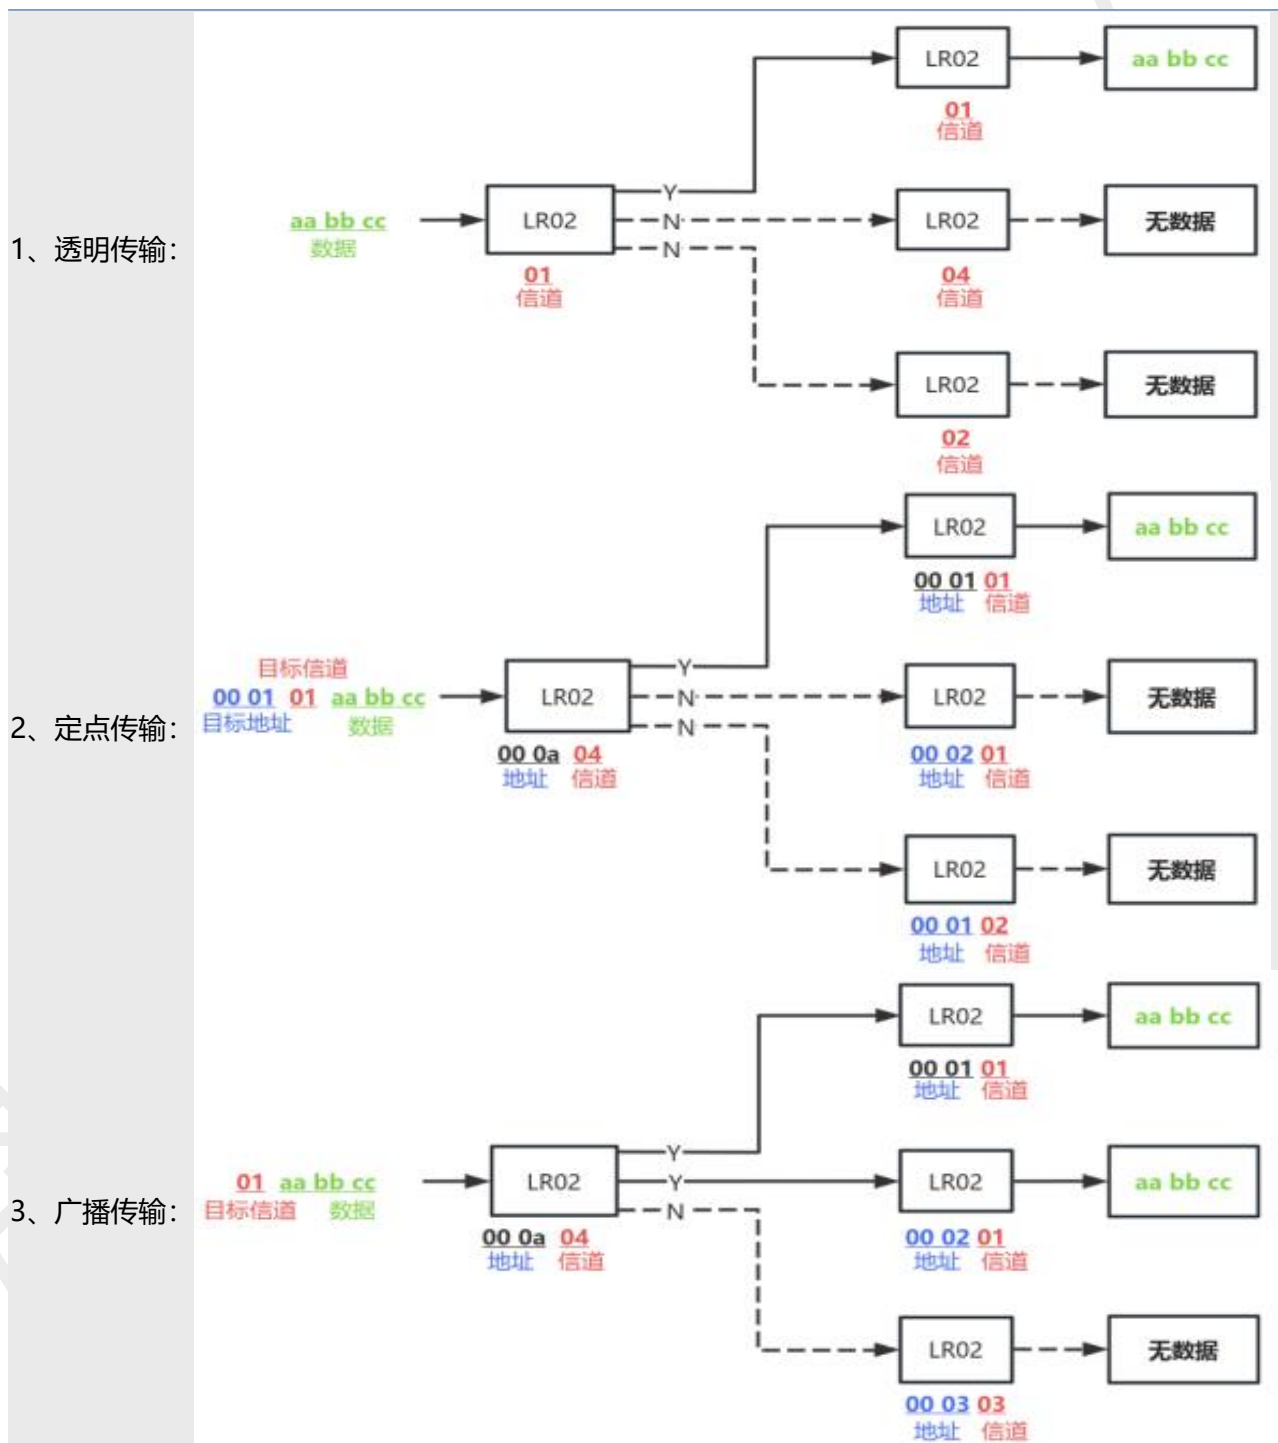 1、透明传输：
aa bb cc
数据
LR02
01
信道
Y
N
N
LR02
01
信道
aa bb cc
LR02
04
信道
无数据
LR02
02
信道
无数据
2、定点传输：
目标信道
00 01 01 aa bb cc
目标地址 数据
LR02
00 0a 04
地址 信道
Y
N
N
LR02
00 01 01
地址 信道
aa bb cc
LR02
00 02 01
地址 信道
无数据
LR02
00 01 02
地址 信道
无数据
3、广播传输：
01 aa bb cc
目标信道 数据
LR02
00 0a 04
地址 信道
Y
Y
N
LR02
00 01 01
地址 信道
aa bb cc
LR02
00 02 01
地址 信道
aa bb cc
LR02
00 03 03
地址 信道
无数据